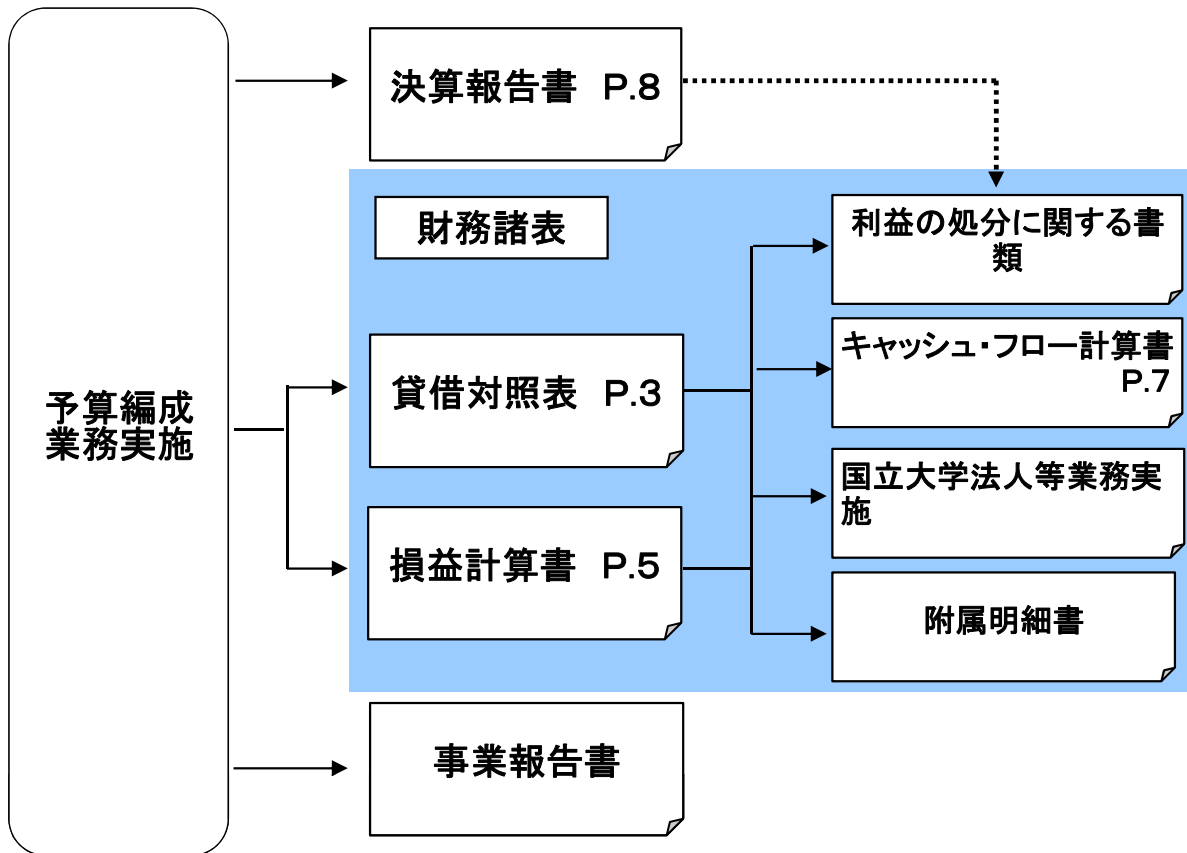 予算編成
業務実施
決算報告書　P.8
財務諸表
貸借対照表　P.3
損益計算書　P.5
利益の処分に関する書
類
キャッシュ・フロー計算書
P.7
国立大学法人等業務実
施
附属明細書
事業報告書